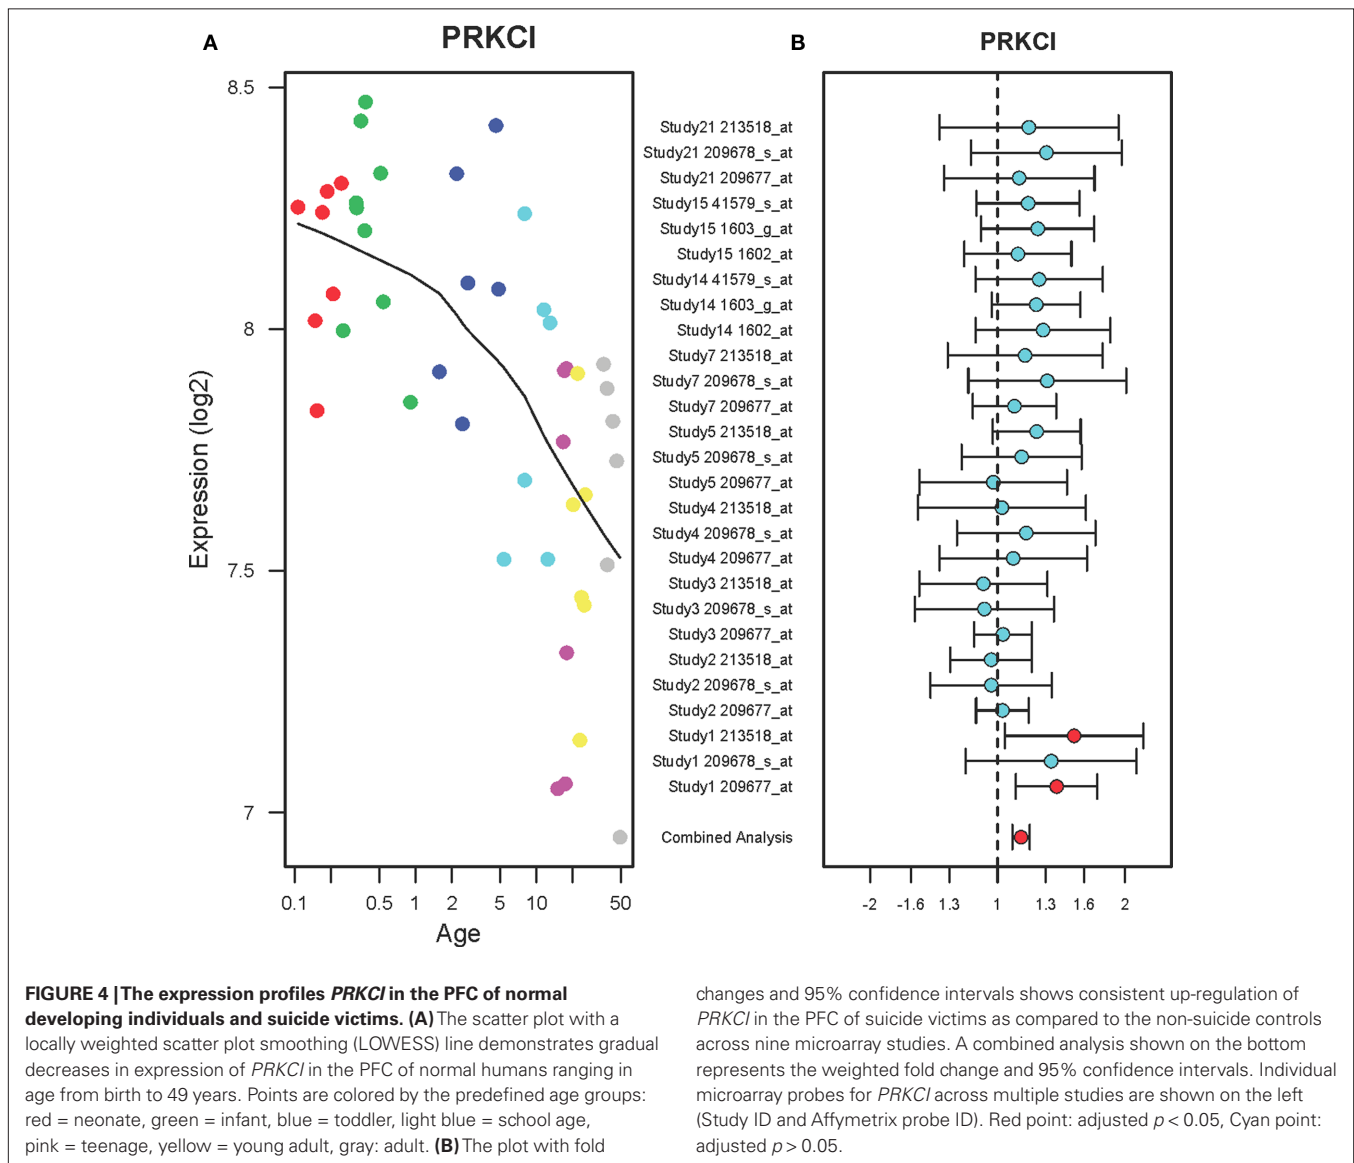 A
PRKCI
8.5
8
7.5
7
Expression (log2)
0.1 0.5 1 2 5 10 50
Age
B
PRKCI
Study21 213518_at
Study21 209678_s_at
Study21 209677_at
Study15 41579_s_at
Study15 1603_g_at
Study15 1602_at
Study14 41579_s_at
Study14 1603_g_at
Study14 1602_at
Study7 213518_at
Study7 209678_s_at
Study7 209677_at
Study5 213518_at
Study5 209678_s_at
Study5 209677_at
Study4 213518_at
Study4 209678_s_at
Study4 209677_at
Study3 213518_at
Study3 209678_s_at
Study3 209677_at
Study2 213518_at
Study2 209678_s_at
Study2 209677_at
Study1 213518_at
Study1 209678_s_at
Study1 209677_at
Combined Analysis
-2 -1.6 1.3 1 1.3 1.6 2
FIGURE 4 | The expression profiles PRKCI in the PFC of normal
developing individuals and suicide victims. (A) The scatter plot with a
locally weighted scatter plot smoothing (LOWESS) line demonstrates gradual
decreases in expression of PRKCI in the PFC of normal humans ranging in
age from birth to 49 years. Points are colored by the predefined age groups:
red = neonate, green = infant, blue = toddler, light blue = school age,
pink = teenage, yellow = young adult, gray: adult. (B) The plot with fold
changes and 95% confidence intervals shows consistent up-regulation of
PRKCI in the PFC of suicide victims as compared to the non-suicide controls
across nine microarray studies. A combined analysis shown on the bottom
represents the weighted fold change and 95% confidence intervals. Individual
microarray probes for PRKCI across multiple studies are shown on the left
(Study ID and Affymetrix probe ID). Red point: adjusted p < 0.05, Cyan point:
adjusted p > 0.05.